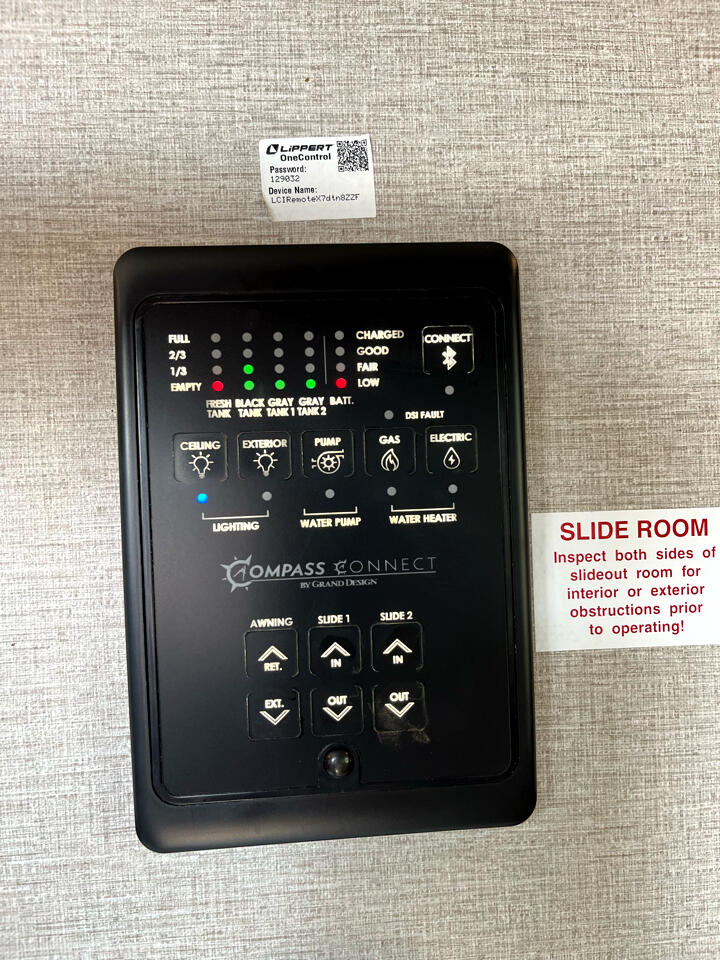 LIPPERT
OneControl
Password:
129032
Device Name:
LCIRemoteX7dtn8ZZF
FULL CHARGED
2/3 GOOD
1/3 FAIR
EMPTY LOW
CONNECT
FRESH TANK BLACK TANK GRAY TANK 1 GRAY TANK 2 BATT.
DSI FAULT
CEILING EXTERIOR PUMP GAS ELECTRIC
LIGHTING WATER PUMP WATER HEATER
COMPASS CONNECT
BY GRAND DESIGN
AWNING SLIDE 1 SLIDE 2
RET. IN IN
EXT. OUT OUT
SLIDE ROOM
Inspect both sides of
slideout room for
interior or exterior
obstructions prior
to operating!